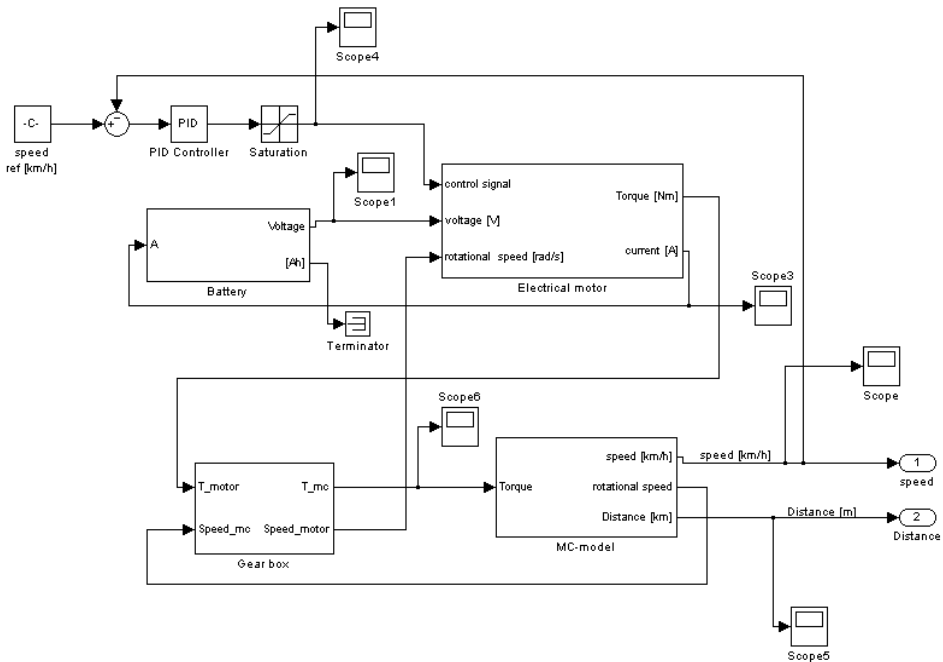 Scope4
-C-
+
−
PID
speed
ref [km/h]
PID Controller
Saturation
Scope1
control signal
voltage [V]
rotational speed [rad/s]
Torque [Nm]
current [A]
Electrical motor
A
Voltage
[Ah]
Battery
Terminator
Scope3
Scope
Scope6
T_motor
Speed_mc
T_mc
Speed_motor
Gear box
Torque
speed [km/h]
rotational speed
Distance [km]
MC-model
speed [km/h]
1
speed
Distance [m]
2
Distance
Scope5